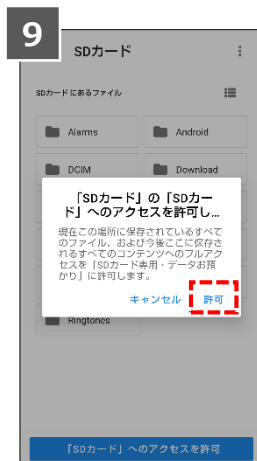 9
SDカード
SDカードにあるファイル
Alarms
Android
DCIM
Download
「SDカード」の「SDカー
ド」へのアクセスを許可し...
現在この場所に保存されているすべて
のファイル、および今後ここに保存さ
れるすべてのコンテンツへのフルアク
セスを「SDカード専用・データお預
かり」に許可します。
キャンセル 許可
Ringtones
「SDカード」へのアクセスを許可